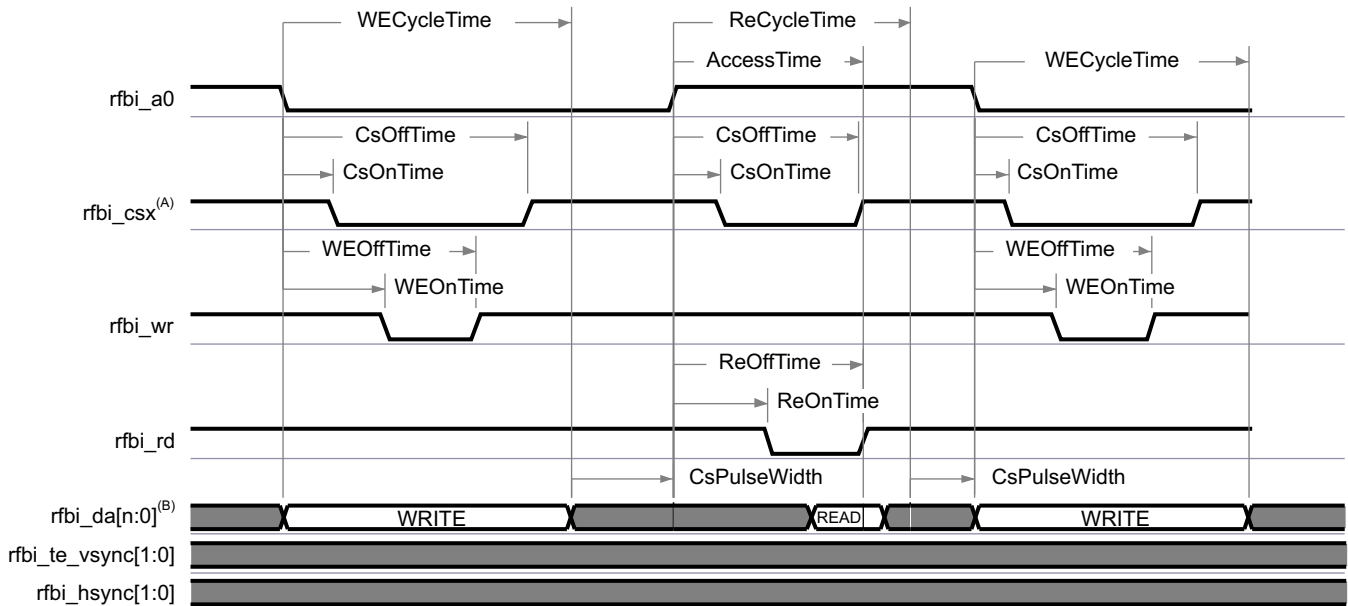 WECycleTime ReCycleTime
AccessTime WECycleTime
rfbi_a0
CsOffTime CsOffTime CsOffTime
CsOnTime CsOnTime CsOnTime
rfbi_csx(A)
WEOffTime WEOffTime
WEOnTime WEOnTime
rfbi_wr
ReOffTime
ReOnTime
rfbi_rd
CsPulseWidth CsPulseWidth
rfbi_da[n:0](B) WRITE READ WRITE
rfbi_te_vsync[1:0]
rfbi_hsync[1:0]